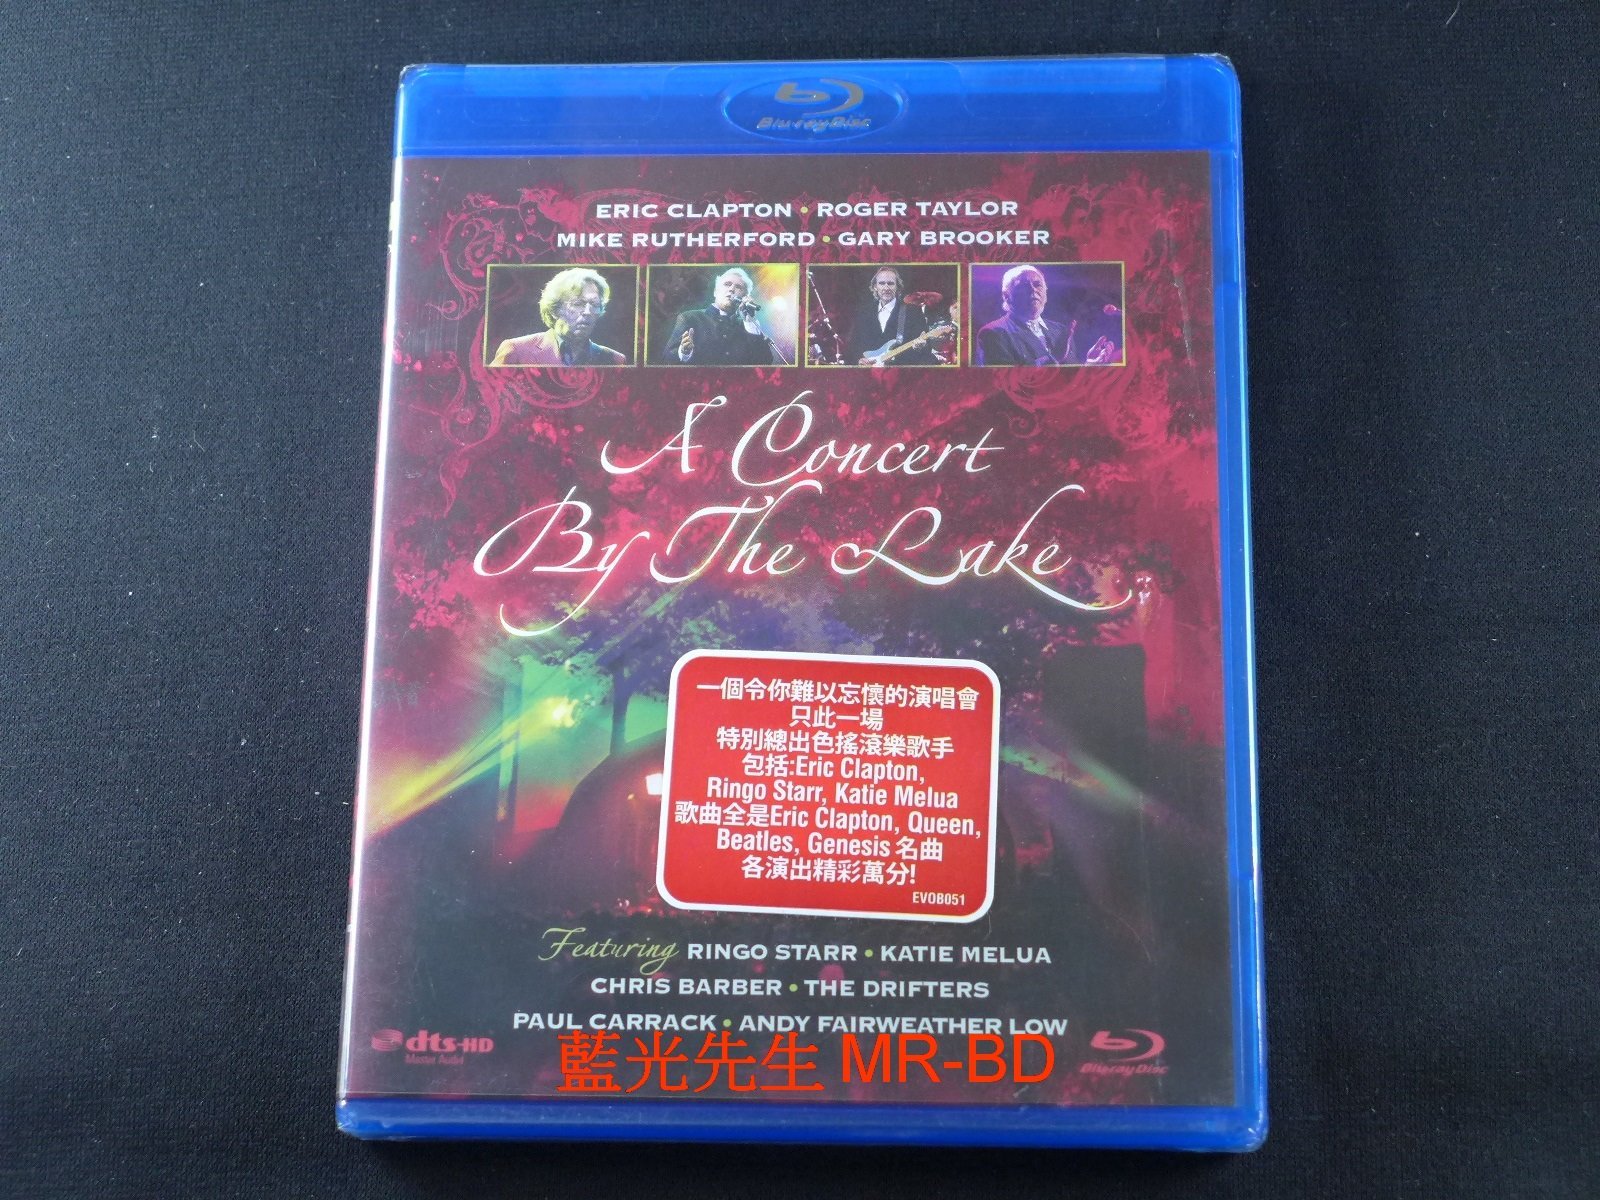 Blu-ray Disc
ERIC CLAPTON • ROGER TAYLOR
MIKE RUTHERFORD • GARY BROOKER
A Concert
By The Lake
一個令你難以忘懷的演唱會
只此一場
特別總出色搖滾樂歌手
包括:Eric Clapton,
Ringo Starr, Katie Melua
歌曲全是Eric Clapton, Queen,
Beatles, Genesis 名曲
各演出精彩萬分!
EVOB051
Featuring RINGO STARR • KATIE MELUA
CHRIS BARBER • THE DRIFTERS
PAUL CARRACK • ANDY FAIRWEATHER LOW
dts-HD
Master Audio
Blu-ray Disc
藍光先生 MR-BD